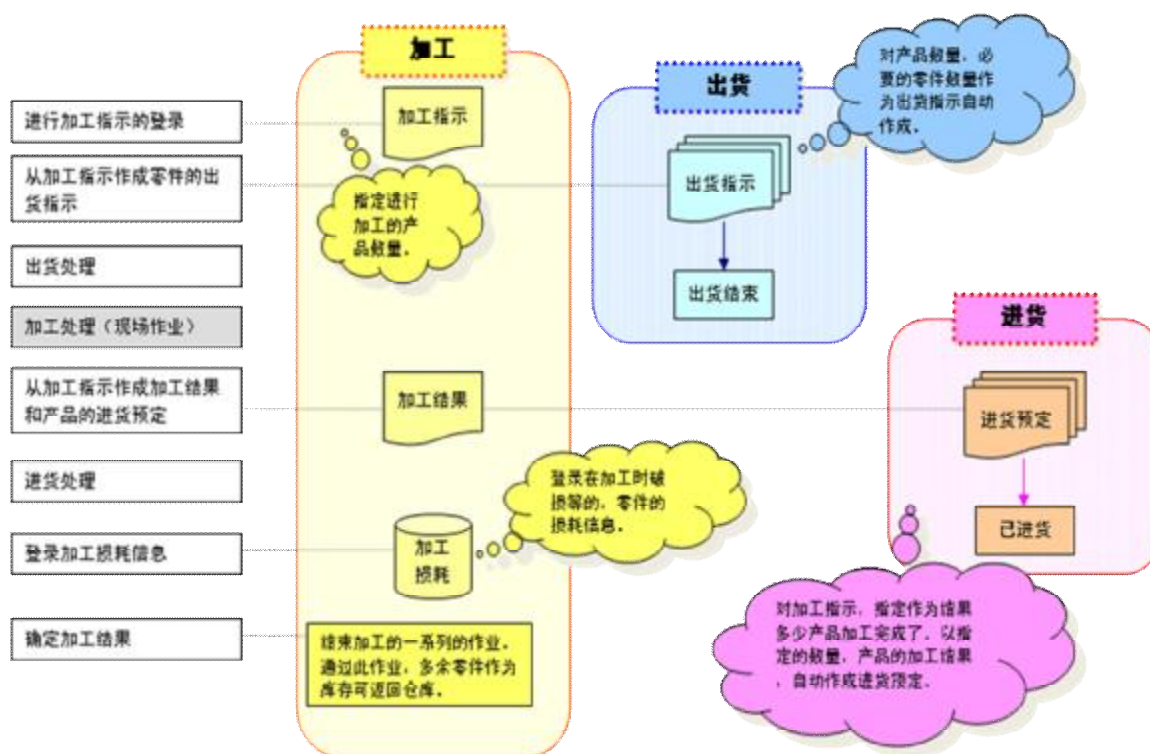 加工
出货
对产品数量，必
要的零件数量作
为出货指示自动
作成。
进行加工指示的登录
加工指示
从加工指示作成零件的出
货指示
出货指示
指定进行
加工的产
品数量。
出货处理
出货结束
加工处理（现场作业）
进货
从加工指示作成加工结果
和产品的进货预定
加工结果
进货预定
进货处理
登录在加工时破
损等的，零件的
损耗信息。
登录加工损耗信息
加工
损耗
已进货
确定加工结果
结束加工的一系列的作业。
通过此作业，多余零件作为
库存可返回仓库。
对加工指示，指定作为结果
多少产品加工完成了，以指
定的数量，产品的加工结果
，自动作成进货预定.